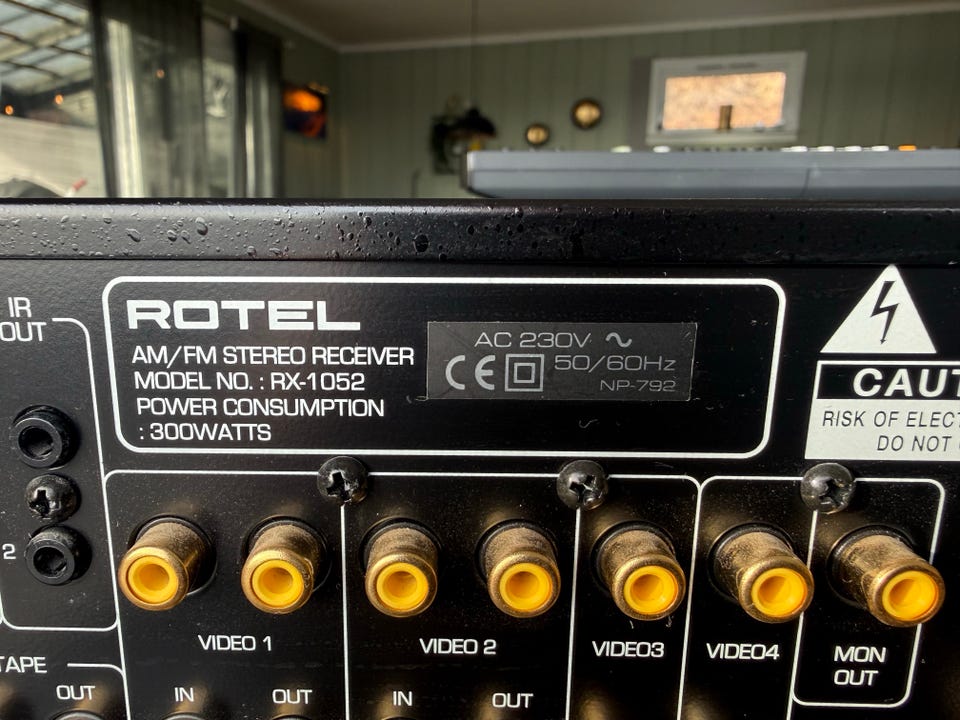 IR
OUT
2
ROTEL
AM/FM STEREO RECEIVER
MODEL NO. : RX-1052
POWER CONSUMPTION
: 300WATTS
AC 230V ~
CE 50/60Hz
NP-792
CAUT
RISK OF ELECT
DO NOT
VIDEO 1
VIDEO 2
VIDEO3
VIDEO4
MON
OUT
TAPE
OUT
IN
OUT
IN
OUT